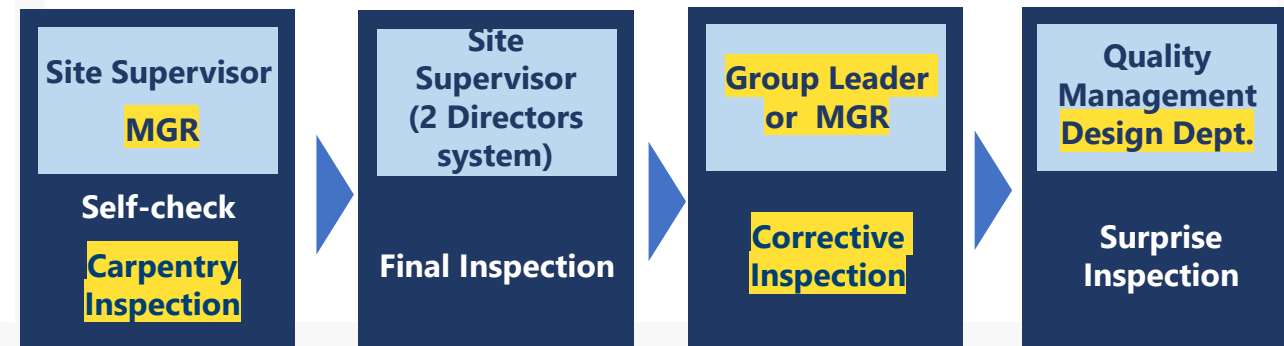 Site Supervisor
MGR
Self-check
Carpentry
Inspection
Site
Supervisor
(2 Directors
system)
Final Inspection
Group Leader
or MGR
Corrective
Inspection
Quality
Management
Design Dept.
Surprise
Inspection